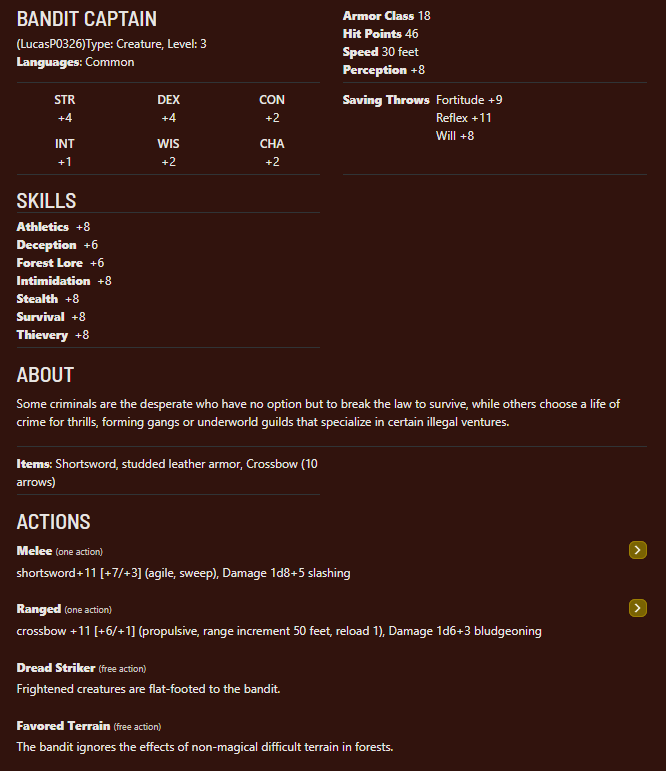 BANDIT CAPTAIN
(LucasP0326)Type: Creature, Level: 3
Languages: Common
STR DEX CON
+4 +4 +2
INT WIS CHA
+1 +2 +2
Armor Class 18
Hit Points 46
Speed 30 feet
Perception +8
Saving Throws Fortitude +9
Reflex +11
Will +8
SKILLS
Athletics +8
Deception +6
Forest Lore +6
Intimidation +8
Stealth +8
Survival +8
Thievery +8
ABOUT
Some criminals are the desperate who have no option but to break the law to survive, while others choose a life of
crime for thrills, forming gangs or underworld guilds that specialize in certain illegal ventures.
Items: Shortsword, studded leather armor, Crossbow (10
arrows)
ACTIONS
Melee (one action)
shortsword+11 [+7/+3] (agile, sweep), Damage 1d8+5 slashing
Ranged (one action)
crossbow +11 [+6/+1] (propulsive, range increment 50 feet, reload 1), Damage 1d6+3 bludgeoning
Dread Striker (free action)
Frightened creatures are flat-footed to the bandit.
Favored Terrain (free action)
The bandit ignores the effects of non-magical difficult terrain in forests.